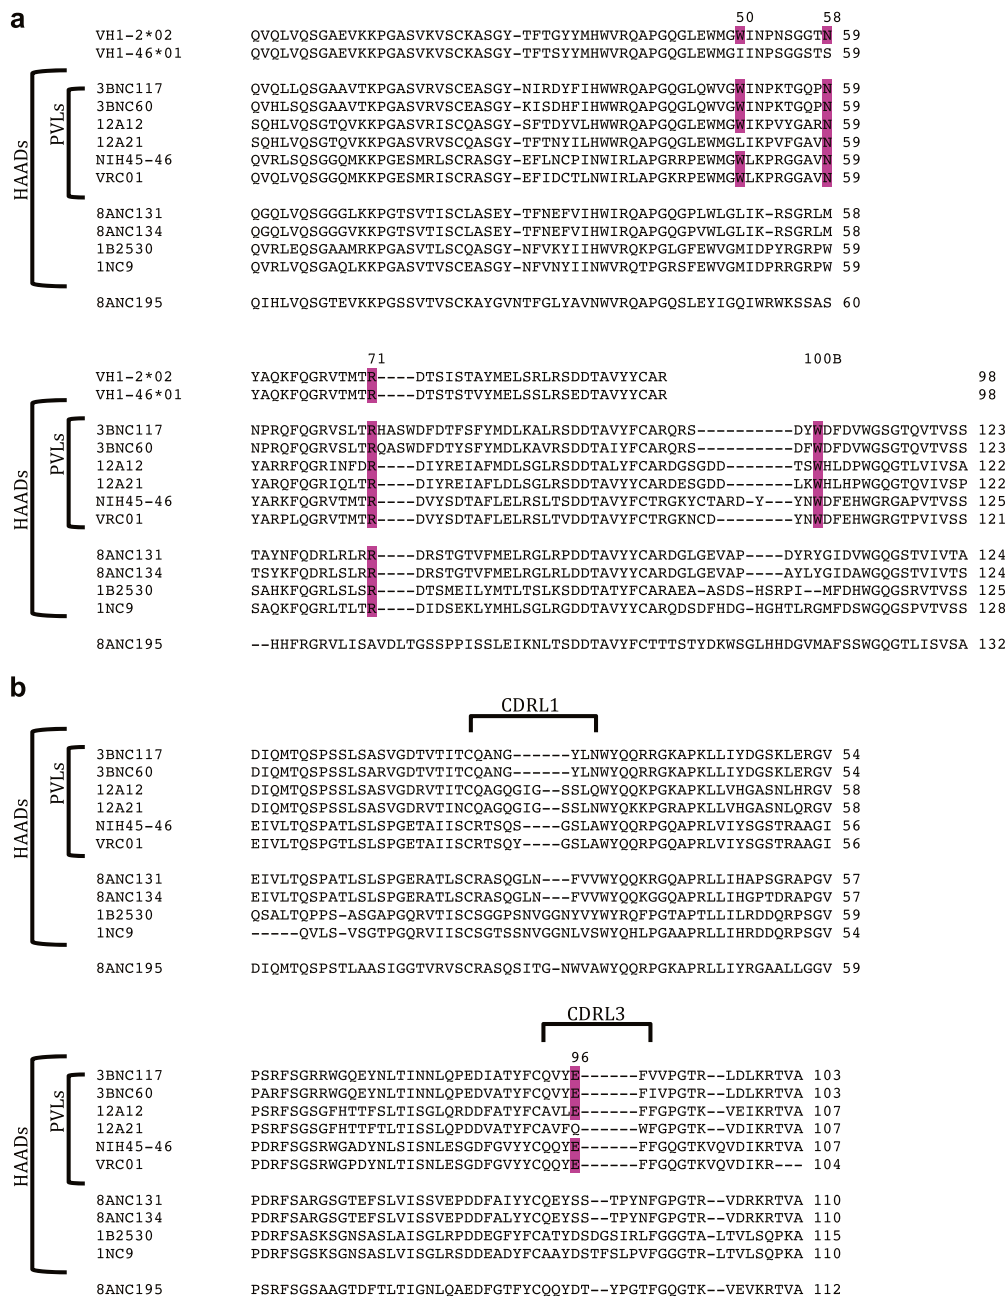 a
50 58
VH1-2*02 QVQLVQSGAEVKKPGASVKVSCKASGY-TFTGYYMHWVRQAPGQGLEWMGWINPNSGGTN 59
VH1-46*01 QVQLVQSGAEVKKPGASVKVSCKASGY-TFTSYYMHWVRQAPGQGLEWMGIINPSGGSTS 59
HAADs
PVLs
3BNC117 QVQLLQSGAAVTKPGASVRVSCEASGY-NIRDYFIHWWRQAPGQGLQWVGWINPKTGQPN 59
3BNC60 QVHLSQSGAAVTKPGASVRVSCEASGY-KISDHFIHWWRQAPGQGLQWVGWINPKTGQPN 59
12A12 SQHLVQSGTQVKKPGASVRISCQASGY-SFTDYVLHWWRQAPGQGLEWMGWIKPVYGARN 59
12A21 SQHLVQSGTQVKKPGASVRVSCQASGY-TFTNYILHWWRQAPGQGLEWMGLIKPVFGAVN 59
NIH45-46 QVRLSQSGGQMKKPGESMRLSCRASGY-EFLNCPINWIRLAPGRRPEWMGWLKPRGGAVN 59
VRC01 QVQLVQSGGQMKKPGESMRISCRASGY-EFIDCTLNWIRLAPGKRPEWMGWLKPRGGAVN 59
8ANC131 QGQLVQSGGGLKKPGTSVTISCLASEY-TFNEFVIHWIRQAPGQGPLWLGLIK-RSGRLM 58
8ANC134 QGQLVQSGGGVKKPGTSVTISCLASEY-TFNEFVIHWIRQAPGQGPVWLGLIK-RSGRLM 58
1B2530 QVRLEQSGAAMRKPGASVTLSCQASGY-NFVKYIIHWVRQKPGLGFEWVGMIDPYRGRPW 59
1NC9 QVRLVQSGAQLKKPGASVTVSCEASGY-NFVNYIINWVRQTPGRSFEWVGMIDPRRGRPW 59
8ANC195 QIHLVQSGTEVKKPGSSVTVSCKAYGVNTFGLYAVNWVRQAPGQSLEYIGQIWRWKSSAS 60
71 100B
VH1-2*02 YAQKFQGRVTMTR----DTSISTAYMELSRLRSDDTAVYYCAR 98
VH1-46*01 YAQKFQGRVTMTR----DTSTSTVYMELSSLRSEDTAVYYCAR 98
HAADs
PVLs
3BNC117 NPRQFQGRVSLTRHASWDFDTFSFYMDLKALRSDDTAVYFCARQRS----------DYWDFDVWGSGTQVTVSS 123
3BNC60 NPRQFQGRVSLTRQASWDFDTYSFYMDLKAVRSDDTAIYFCARQRS----------DFWDFDVWGSGTQVTVSS 123
12A12 YARRFQGRINFDR----DIYREIAFMDLSGLRSDDTALYFCARDGSGDD--------TSWHLDPWGQGTLVIVSA 122
12A21 YARQFQGRIQLTR----DIYREIAFLDLSGLRSDDTAVYYCARDESGDD--------LKWHLHPWGQGTQVIVSP 122
NIH45-46 YARKFQGRVTMTR----DVYSDTAFLELRSLTSDDTAVYFCTRGKYCTARD-Y---YNWDFEHWGRGAPVTVSS 125
VRC01 YARPLQGRVTMTR----DVYSDTAFLELRSLTVDDTAVYFCTRGKNCD--------YNWDFEHWGRGTPVIVSS 121
8ANC131 TAYNFQDRLRLRR----DRSTGTVFMELRGLRPDDTAVYYCARDGLGEVAP----DYRYGIDVWGQGSTVIVTA 124
8ANC134 TSYKFQDRLSLRR----DRSTGTVFMELRGLRLDDTAVYYCARDGLGEVAP----AYLYGIDAWGQGSTVIVTS 124
1B2530 SAHKFQGRLSLSR----DTSMEILYMTLTSLKSDDTATYFCARAEA-ASDS-HSRPI--MFDHWGQGSRVTVSS 125
1NC9 SAQKFQGRLTLTR----DIDSEKLYMHLSGLRGDDTAVYYCARQDSDFHDG-HGHTLRGMFDSWGQGSPVTVSS 128
8ANC195 --HHFRGRVLISAVDLTGSSPPISSLEIKNLTSDDTAVYFCTTTSTYDKWSGLHHDGVMAFSSWGQGTLISVSA 132
b
CDRL1
HAADs
PVLs
3BNC117 DIQMTQSPSSLSASVGDTVTITCQANG------YLNWYQQRRGKAPKLLIYDGSKLERGV 54
3BNC60 DIQMTQSPSSLSARVGDTVTITCQANG------YLNWYQQRRGKAPKLLIYDGSKLERGV 54
12A12 DIQMTQSPSSLSASVGDRVTITCQAGQGIG--SSLQWYQQKPGKAPKLLVHGASNLHRGV 58
12A21 DIQMTQSPSSLSASVGDRVTINCQAGQGIG--SSLNWYQKKPGRAPKLLVHGASNLQRGV 58
NIH45-46 EIVLTQSPATLSLSPGETAIISCRTSQS----GSLAWYQQRPGQAPRLVIYSGSTRAAGI 56
VRC01 EIVLTQSPGTLSLSPGETAIISCRTSQY----GSLAWYQQRPGQAPRLVIYSGSTRAAGI 56
8ANC131 EIVLTQSPATLSLSPGERATLSCRASQGLN---FVVWYQQKRGQAPRLLIHAPSGRAPGV 57
8ANC134 EIVLTQSPATLSLSPGERATLSCRASQGLN---FVVWYQQKGGQAPRLLIHGPTDRAPGV 57
1B2530 QSALTQPPS-ASGAPGQRVTISCSGGPSNVGGNYVYWYRQFPGTAPTLLILRDDQRPSGV 59
1NC9 -----QVLS-VSGTPGQRVIISCSGTSSNVGGNLVSWYQHLPGAAPRLLIHRDDQRPSGV 54
8ANC195 DIQMTQSPSTLAASIGGTVRVSCRASQSITG-NWVAWYQQRPGKAPRLLIYRGAALLGGV 59
CDRL3
96
HAADs
PVLs
3BNC117 PSRFSGRRWGQEYNLTINNLQPEDIATYFCQVYE------FVVPGTR--LDLKRTVA 103
3BNC60 PARFSGRRWGQEYNLTINNLQPEDVATYFCQVYE------FIVPGTR--LDLKRTVA 103
12A12 PSRFSGSGFHTTFSLTISGLQRDDFATYFCAVLE------FFGPGTK--VEIKRTVA 107
12A21 PSRFSGSGFHTTFTLTISSLQPDDVATYFCAVFQ------WFGPGTK--VDIKRTVA 107
NIH45-46 PDRFSGSRWGADYNLSISNLESGDFGVYYCQQYE------FFGQGTKVQVDIKRTVA 107
VRC01 PDRFSGSRWGPDYNLTISNLESGDFGVYYCQQYE------FFGQGTKVQVDIKR--- 104
8ANC131 PDRFSARGSGTEFSLVISSVEPDDFAIYYCQEYSS--TPYNFGPGTR--VDRKRTVA 110
8ANC134 PDRFSARGSGTEFSLVISSVEPDDFALYYCQEYSS--TPYNFGPGTR--VDRKRTVA 110
1B2530 PDRFSASKSGNSASLAISGLRPDDEGFYFCATYDSDGSIRLFGGGTA-LTVLSQPKA 115
1NC9 PDRFSGSKSGNSASLVISGLRSDDEADYFCAAYDSTFSLPVFGGGTR-LTVLSQPKA 110
8ANC195 PSRFSGSAAGTDFTLTIGNLQAEDFGTFYCQQYDT--YPGTFGQGTK--VEVKRTVA 112